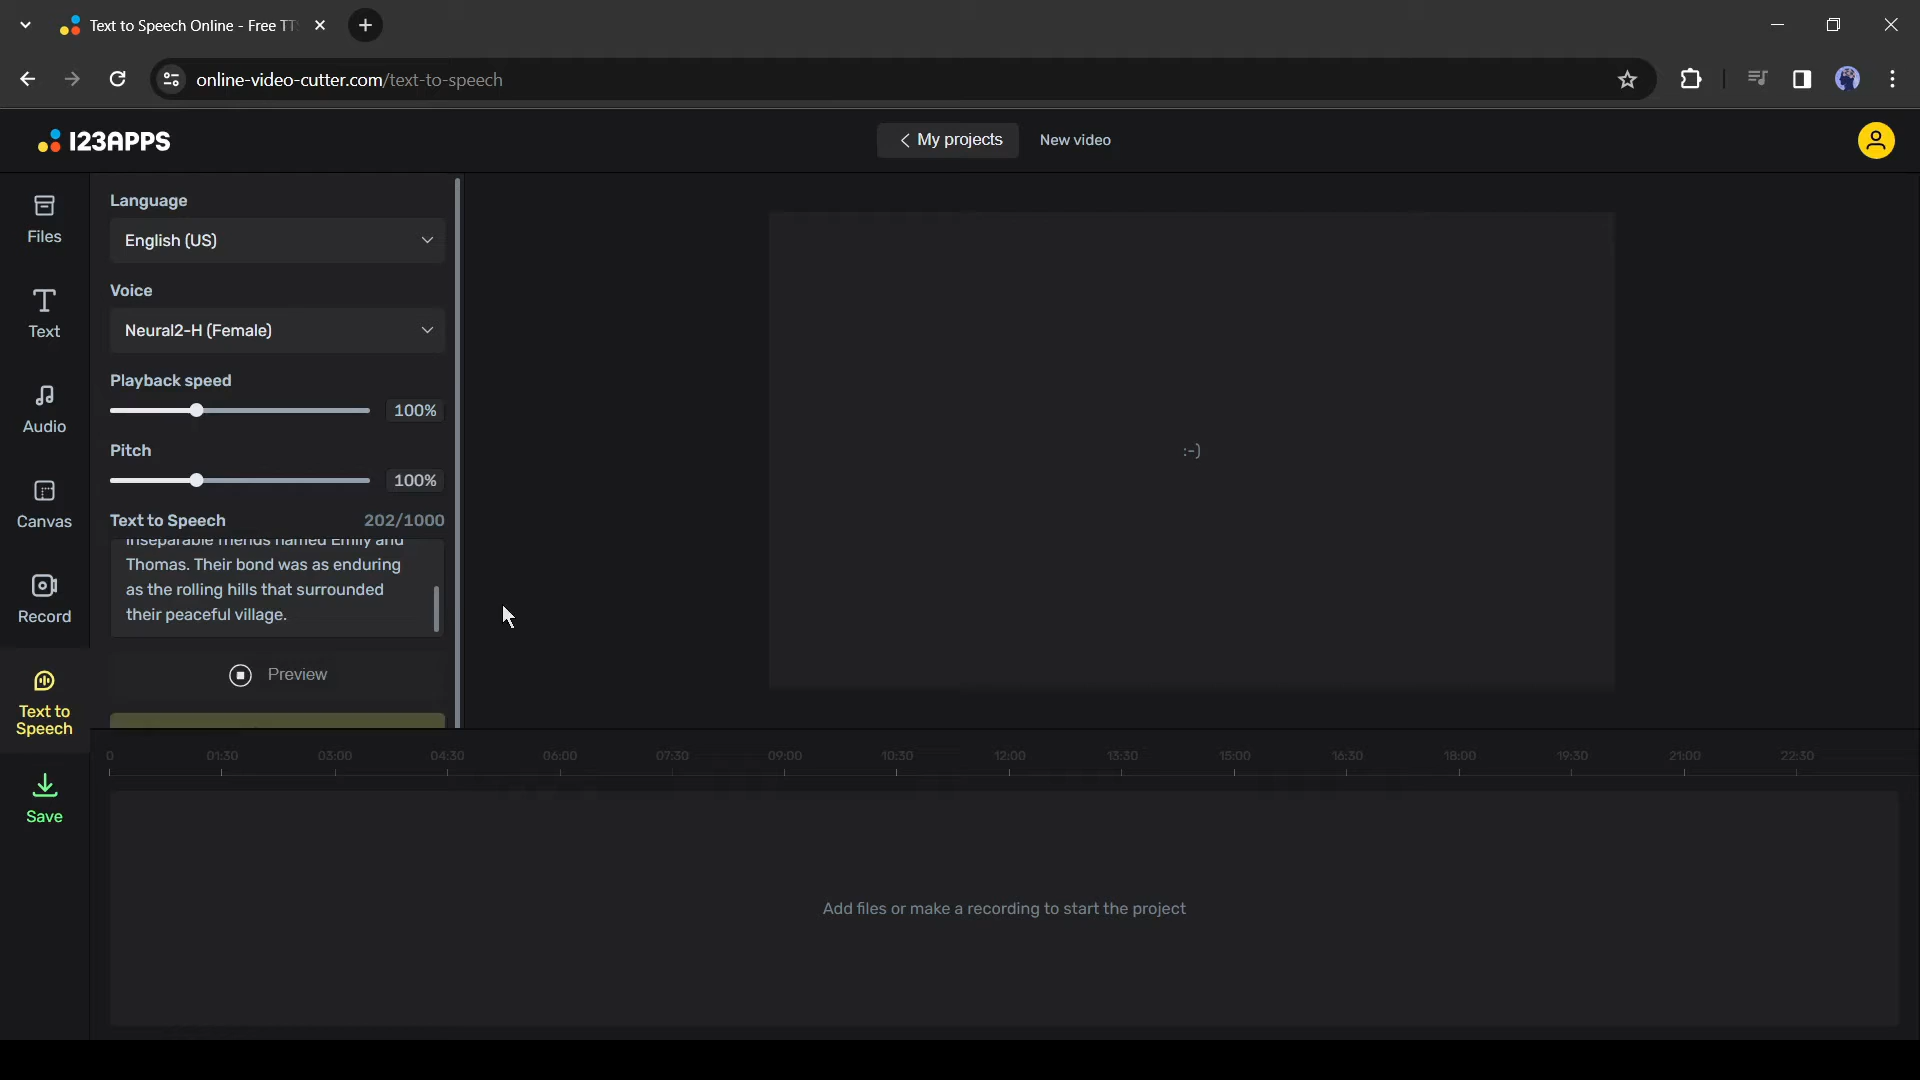 Text to Speech Online - Free TT
online-video-cutter.com/text-to-speech
123APPS
My projects
New video
Files
Text
Audio
Canvas
Record
Text to
Speech
Save
Language
English (US)
Voice
Neural2-H (Female)
Playback speed
100%
Pitch
100%
Text to Speech 202/1000
inseparable friends named Emily and
Thomas. Their bond was as enduring
as the rolling hills that surrounded
their peaceful village.
Preview
:-)
0 01:30 03:00 04:30 06:00 07:30 09:00 10:30 12:00 13:30 15:00 16:30 18:00 19:30 21:00 22:30
Add files or make a recording to start the project